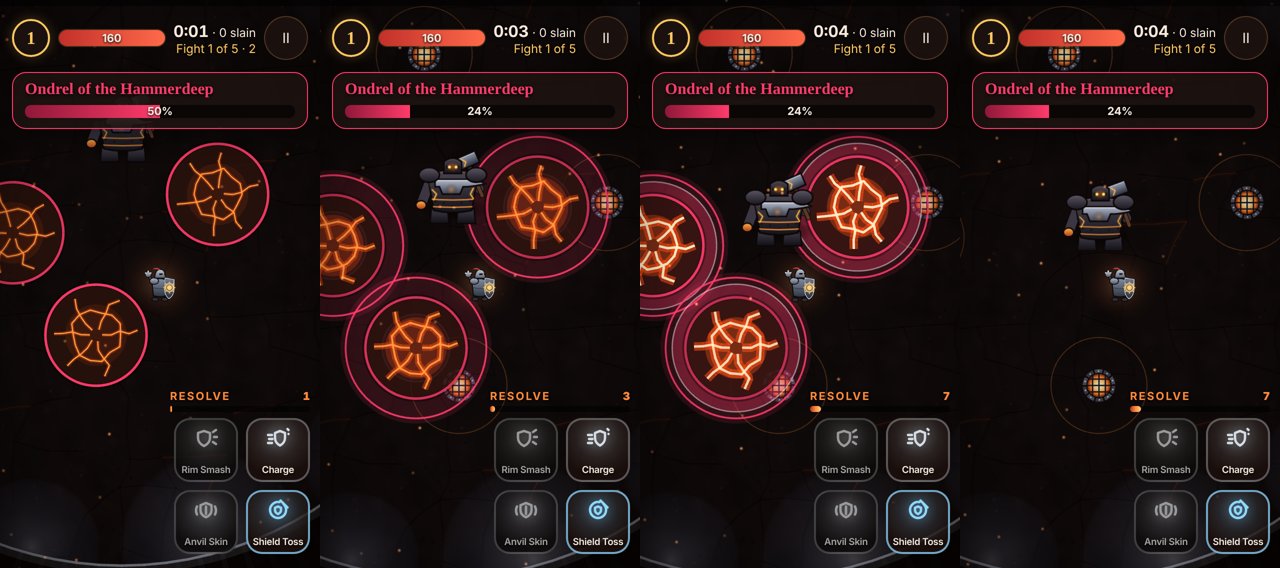 1
160
0:01 · 0 slain
Fight 1 of 5 · 2
Ondrel of the Hammerdeep
50%
RESOLVE 1
Rim Smash
Charge
Anvil Skin
Shield Toss
1
160
0:03 · 0 slain
Fight 1 of 5
Ondrel of the Hammerdeep
24%
RESOLVE 3
Rim Smash
Charge
Anvil Skin
Shield Toss
1
160
0:04 · 0 slain
Fight 1 of 5
Ondrel of the Hammerdeep
24%
RESOLVE 7
Rim Smash
Charge
Anvil Skin
Shield Toss
1
160
0:04 · 0 slain
Fight 1 of 5
Ondrel of the Hammerdeep
24%
RESOLVE 7
Rim Smash
Charge
Anvil Skin
Shield Toss